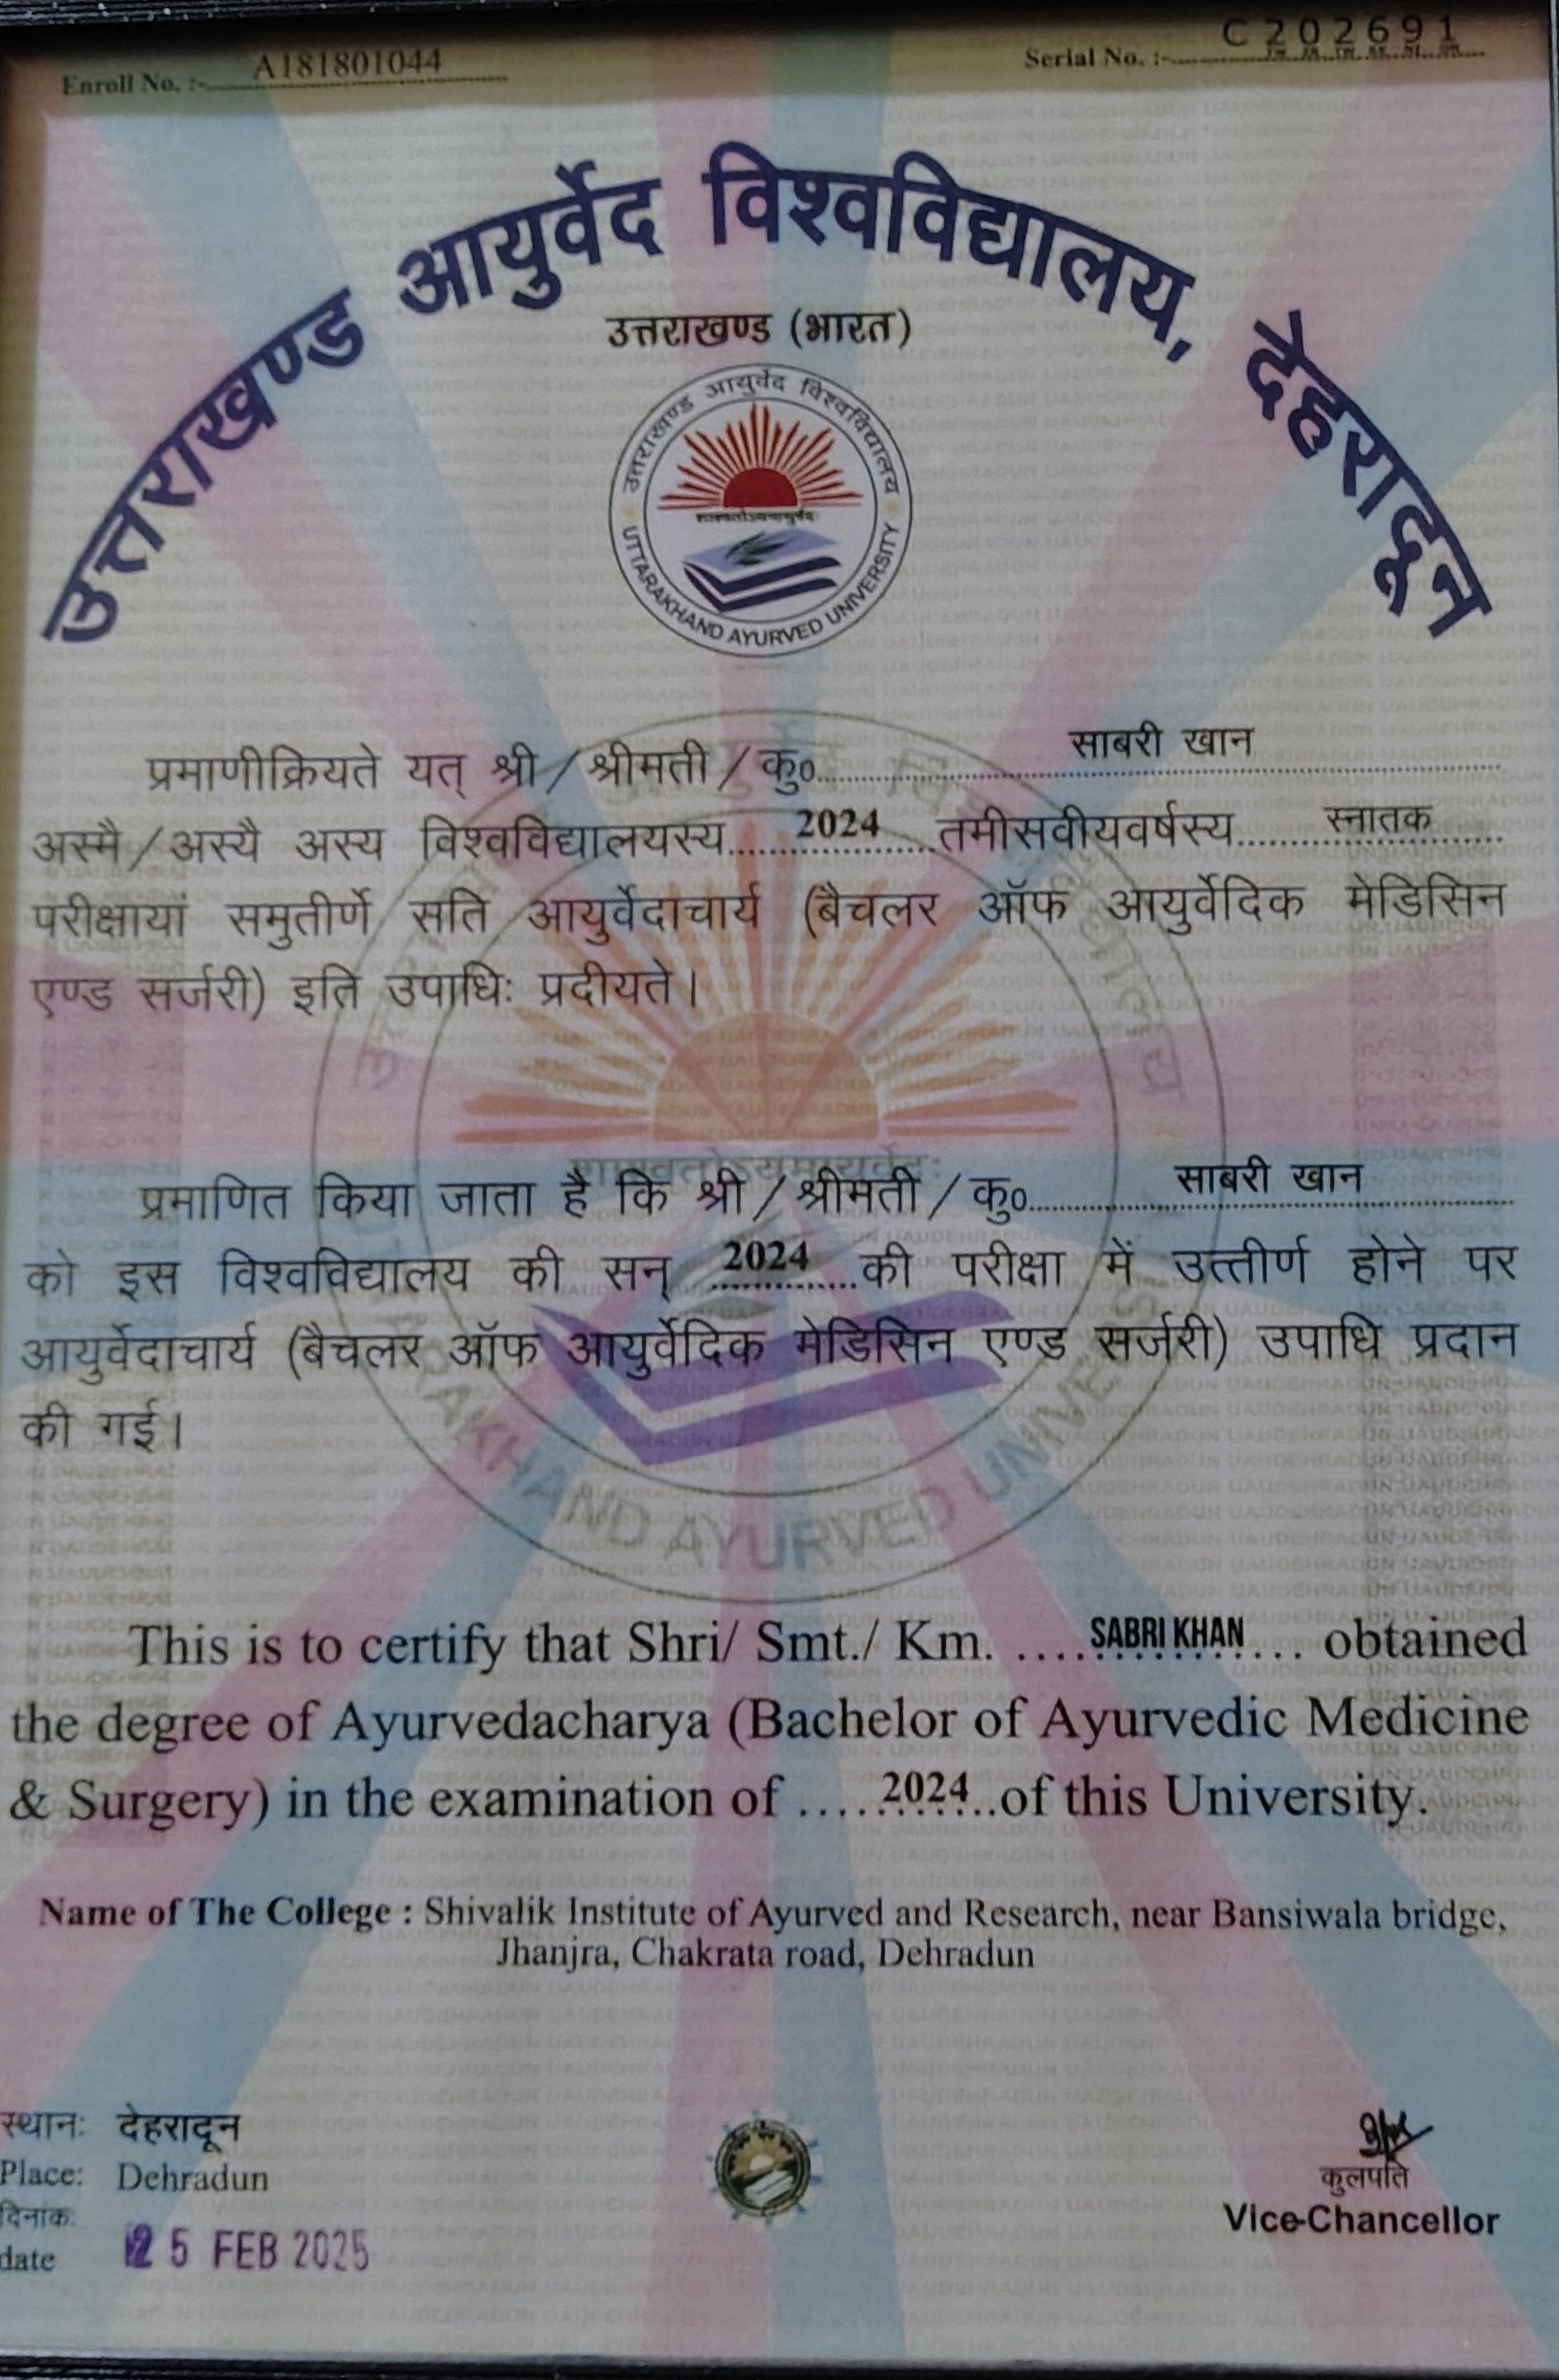 Enroll No. :- A181801044
Serial No. :- C 2 0 2 6 9 1
उत्तराखण्ड आयुर्वेद विश्वविद्यालय, देहरादून
उत्तराखण्ड (भारत)
उत्तराखण्ड आयुर्वेद विश्वविद्यालय
UTTARAKHAND AYURVED UNIVERSITY
प्रमाणीक्रियते यत् श्री / श्रीमती / कु०.......... साबरी खान
अस्मै / अस्यै अस्य विश्वविद्यालयस्य.....2024.....तमीसवीयवर्षस्य..... स्नातक
परीक्षायां समुतीर्णे सति आयुर्वेदाचार्य (बैचलर ऑफ आयुर्वेदिक मेडिसिन
एण्ड सर्जरी) इति उपाधिः प्रदीयते।
प्रमाणित किया जाता है कि श्री / श्रीमती / कु०.......... साबरी खान
को इस विश्वविद्यालय की सन् 2024.....की परीक्षा में उत्तीर्ण होने पर
आयुर्वेदाचार्य (बैचलर ऑफ आयुर्वेदिक मेडिसिन एण्ड सर्जरी) उपाधि प्रदान
की गई।
This is to certify that Shri/ Smt./ Km. .....SABRI KHAN..... obtained
the degree of Ayurvedacharya (Bachelor of Ayurvedic Medicine
& Surgery) in the examination of .....2024.....of this University.
Name of The College : Shivalik Institute of Ayurved and Research, near Bansiwala bridge,
Jhanjra, Chakrata road, Dehradun
स्थानः देहरादून
Place: Dehradun
दिनांकः
date 25 FEB 2025
कुलपति
Vice-Chancellor